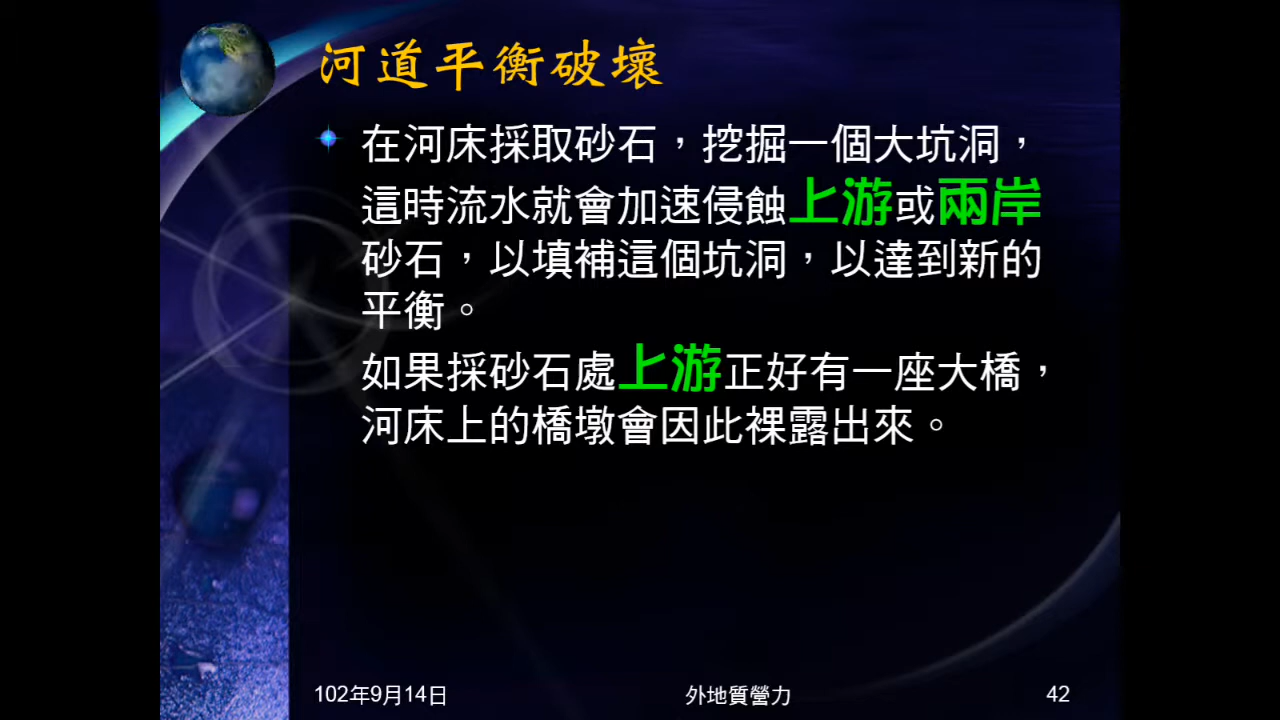 河道平衡破壞
在河床採取砂石，挖掘一個大坑洞，
這時流水就會加速侵蝕上游或兩岸
砂石，以填補這個坑洞，以達到新的
平衡。
如果採砂石處上游正好有一座大橋，
河床上的橋墩會因此裸露出來。
102年9月14日
外地質營力
42